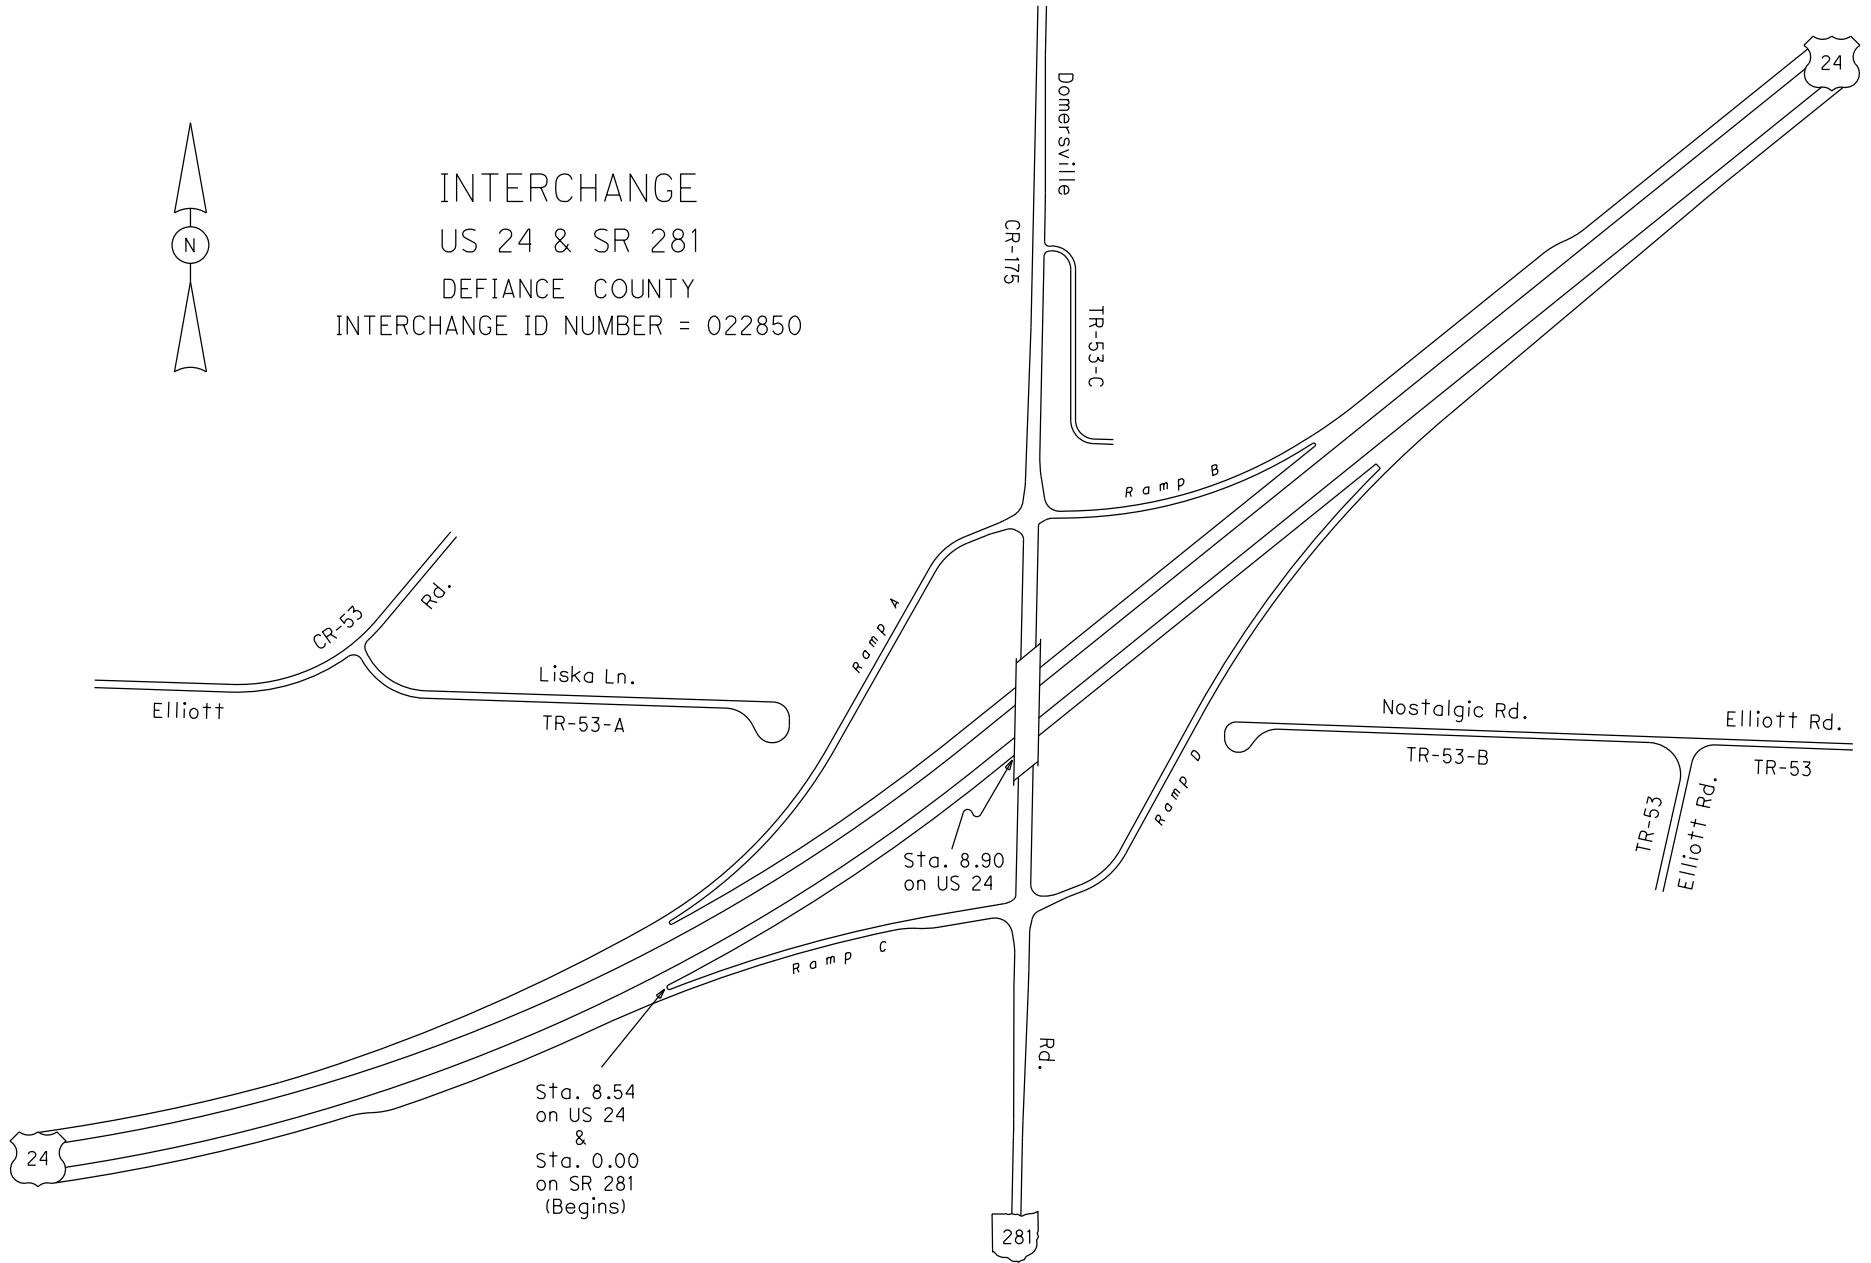 24
Domersville
N
INTERCHANGE
US 24 & SR 281
DEFIANCE COUNTY
INTERCHANGE ID NUMBER = 022850
CR-175
TR-53-C
Ramp B
Ramp A
CR-53
Rd.
Elliott
Liska Ln.
TR-53-A
Nostalgic Rd.
TR-53-B
Elliott Rd.
TR-53
Ramp D
TR-53
Elliott Rd.
Sta. 8.90
on US 24
Ramp C
Rd.
Sta. 8.54
on US 24
&
Sta. 0.00
on SR 281
(Begins)
24
281